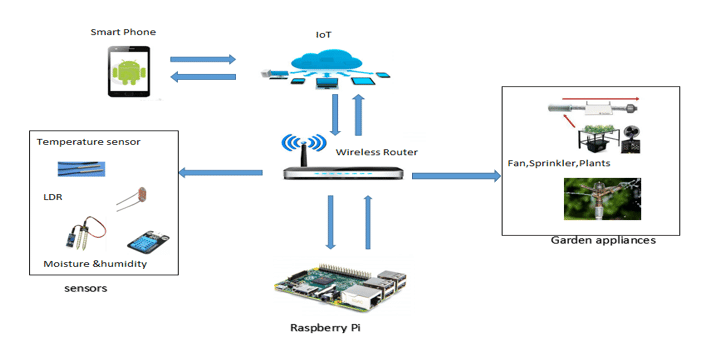 Smart Phone
IoT
Wireless Router
Temperature sensor
LDR
Moisture &humidity
sensors
Fan,Sprinkler,Plants
Garden appliances
Raspberry Pi